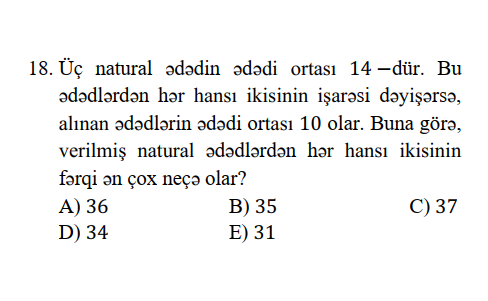 18. Üç natural ədədin ədədi ortası 14 −dür. Bu
ədədlərdən hər hansı ikisinin işarəsi dəyişərsə,
alınan ədədlərin ədədi ortası 10 olar. Buna görə,
verilmiş natural ədədlərdən hər hansı ikisinin
fərqi ən çox neçə olar?
A) 36 B) 35 C) 37
D) 34 E) 31